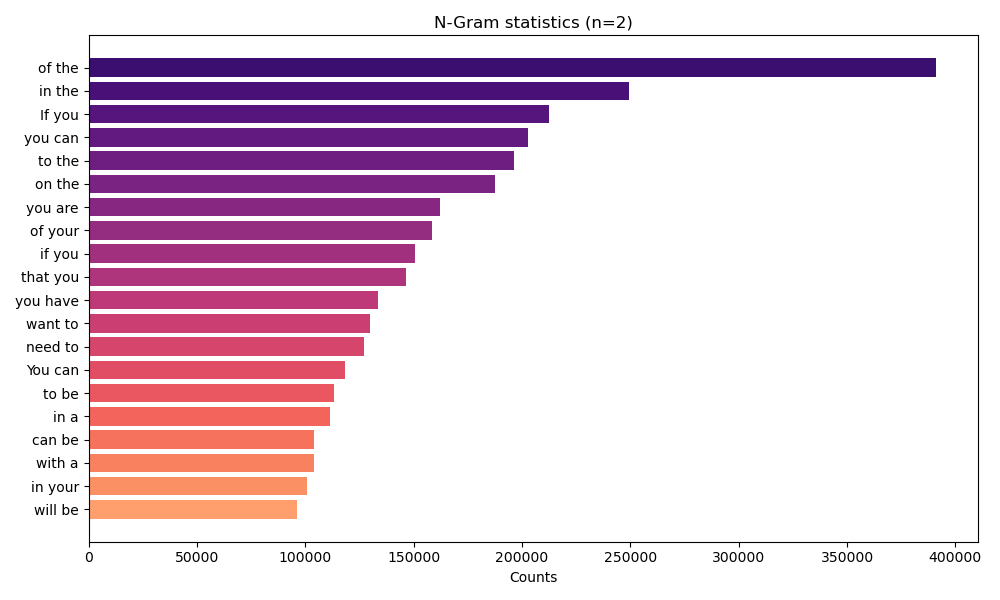 N-Gram statistics (n=2)
of the
in the
If you
you can
to the
on the
you are
of your
if you
that you
you have
want to
need to
You can
to be
in a
can be
with a
in your
will be
0 50000 100000 150000 200000 250000 300000 350000 400000
Counts